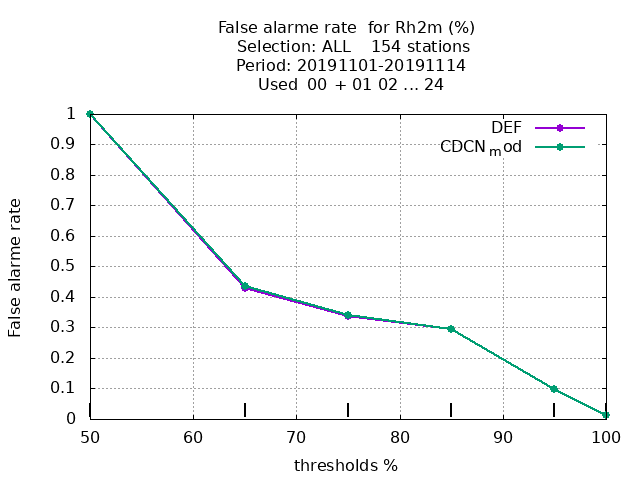 False alarme rate  for Rh2m (%)
Selection: ALL    154 stations
Period: 20191101-20191114
Used  00  + 01 02 ... 24
1
0.9
0.8
0.7
0.6
0.5
0.4
0.3
0.2
0.1
0
False alarme rate
DEF
CDCNmod
50
60
70
80
90
100
thresholds %